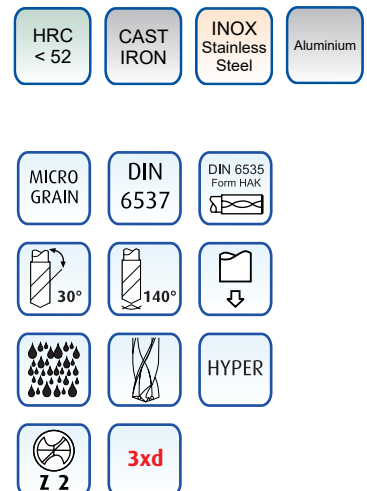 HRC
< 52
CAST
IRON
INOX
Stainless
Steel
Aluminium
MICRO
GRAIN
DIN
6537
DIN 6535
Form HAK
30°
140°
HYPER
Z 2
3xd